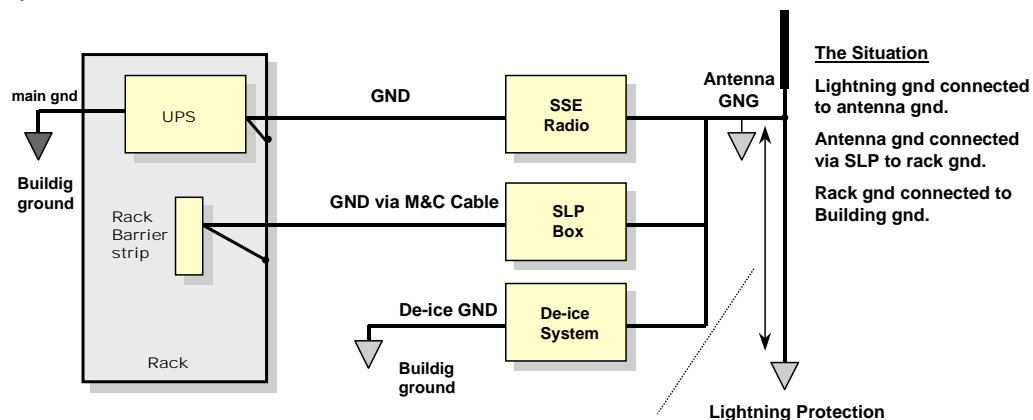 main gnd
Buildig
ground
UPS
Rack
Barrier
strip
Rack
GND
GND via M&C Cable
De-ice GND
Buildig
ground
SSE
Radio
SLP
Box
De-ice
System
Antenna
GNG
The Situation
Lightning gnd connected
to antenna gnd.
Antenna gnd connected
via SLP to rack gnd.
Rack gnd connected to
Building gnd.
Lightning Protection